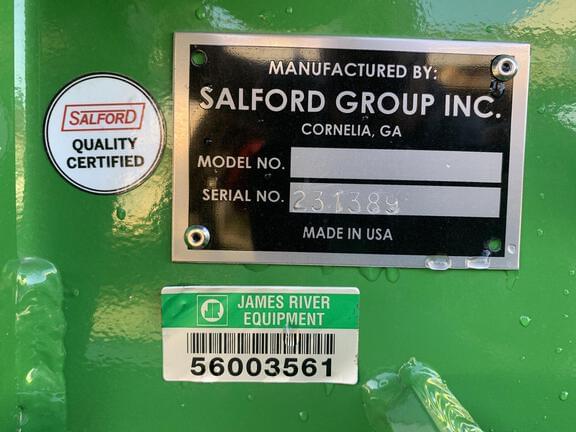 MANUFACTURED BY:
SALFORD GROUP INC.
CORNELIA, GA
MODEL NO.
SERIAL NO. 231389
MADE IN USA
SALFORD
QUALITY
CERTIFIED
JAMES RIVER
EQUIPMENT
56003561